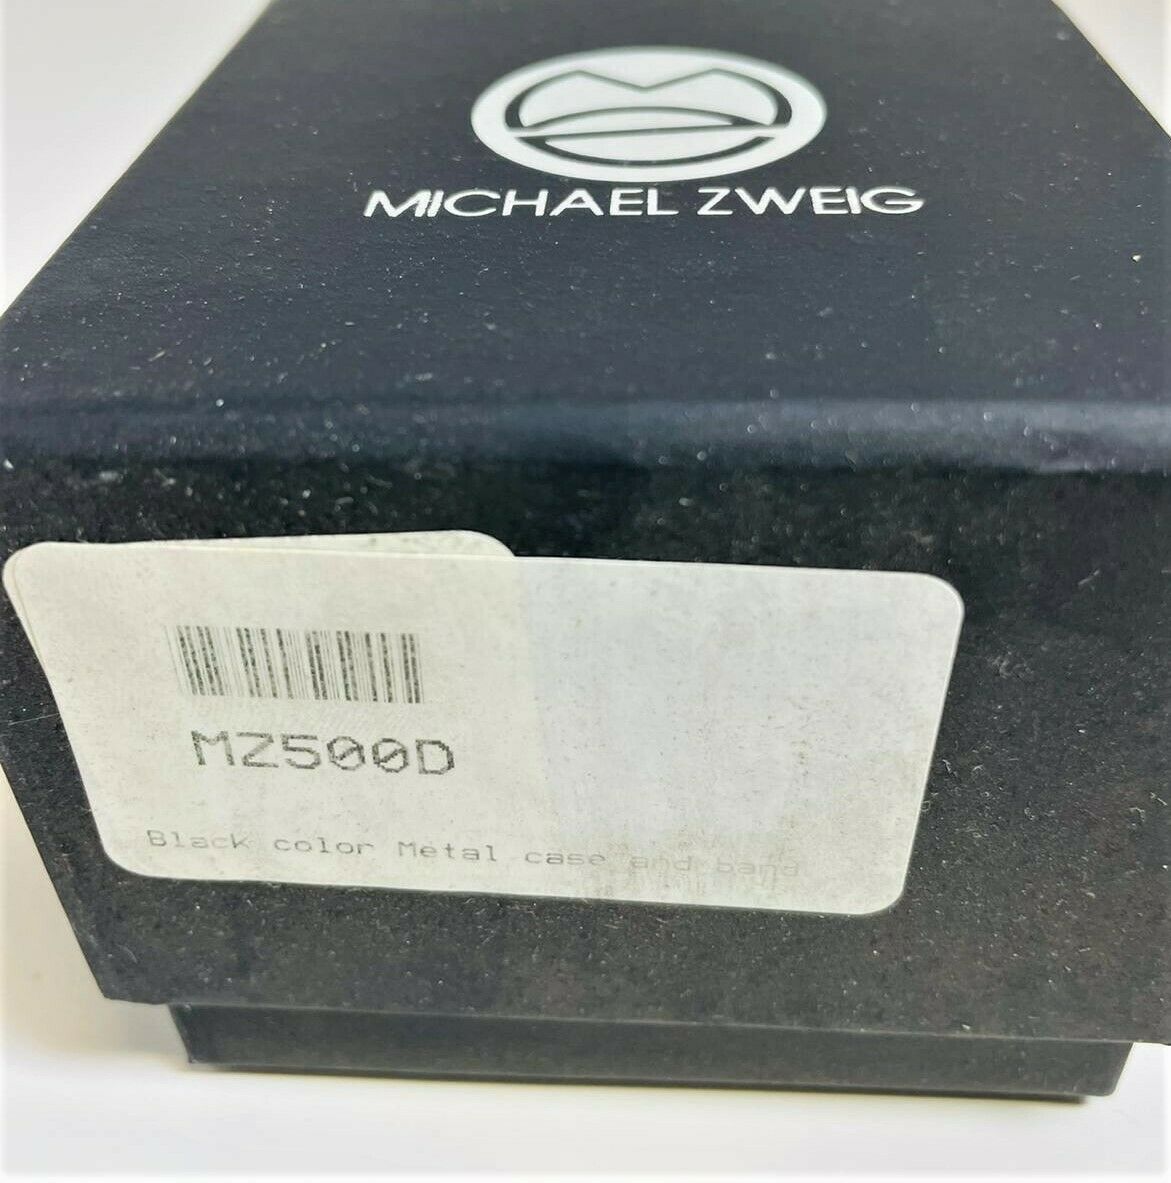 MICHAEL ZWEIG
MZ500D
Black color Metal case and band